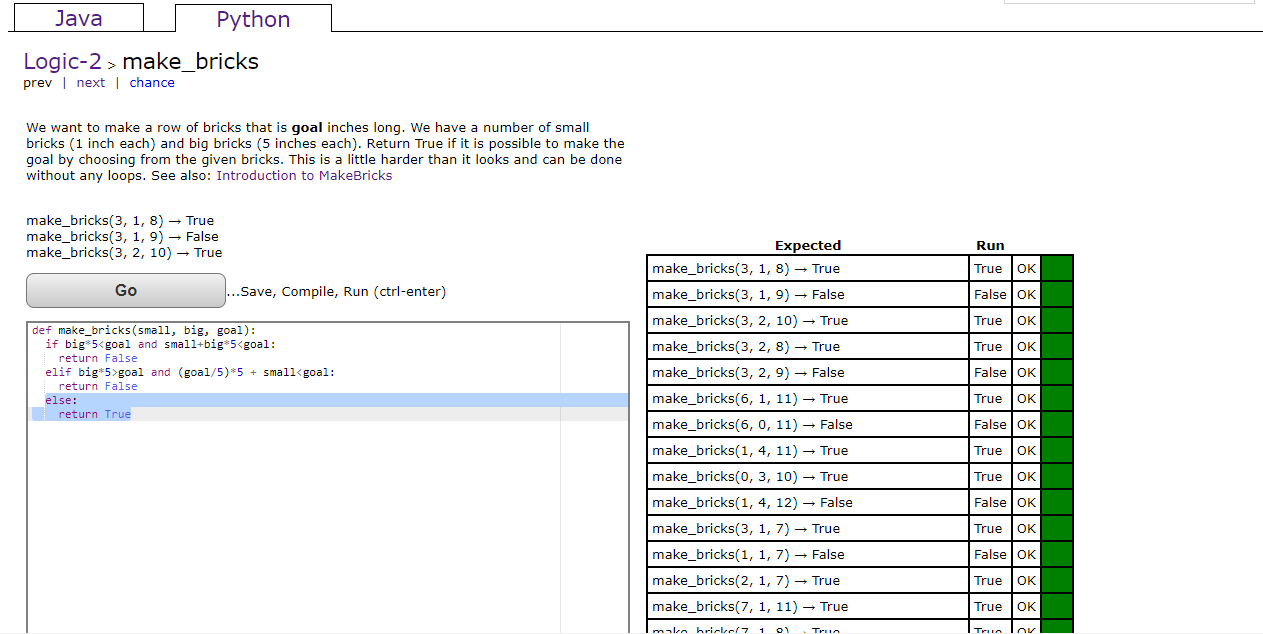 Java
Python
Logic-2 > make_bricks
prev | next | chance
We want to make a row of bricks that is goal inches long. We have a number of small
bricks (1 inch each) and big bricks (5 inches each). Return True if it is possible to make the
goal by choosing from the given bricks. This is a little harder than it looks and can be done
without any loops. See also: Introduction to MakeBricks
make_bricks(3, 1, 8) → True
make_bricks(3, 1, 9) → False
make_bricks(3, 2, 10) → True
Go
...Save, Compile, Run (ctrl-enter)
def make_bricks(small, big, goal):
  if big*5<goal and small+big*5<goal:
    return False
  elif big*5>goal and (goal/5)*5 + small<goal:
    return False
  else:
    return True
Expected Run
make_bricks(3, 1, 8) → True True OK
make_bricks(3, 1, 9) → False False OK
make_bricks(3, 2, 10) → True True OK
make_bricks(3, 2, 8) → True True OK
make_bricks(3, 2, 9) → False False OK
make_bricks(6, 1, 11) → True True OK
make_bricks(6, 0, 11) → False False OK
make_bricks(1, 4, 11) → True True OK
make_bricks(0, 3, 10) → True True OK
make_bricks(1, 4, 12) → False False OK
make_bricks(3, 1, 7) → True True OK
make_bricks(1, 1, 7) → False False OK
make_bricks(2, 1, 7) → True True OK
make_bricks(7, 1, 11) → True True OK
make_bricks(7, 1, 8) → True True OK